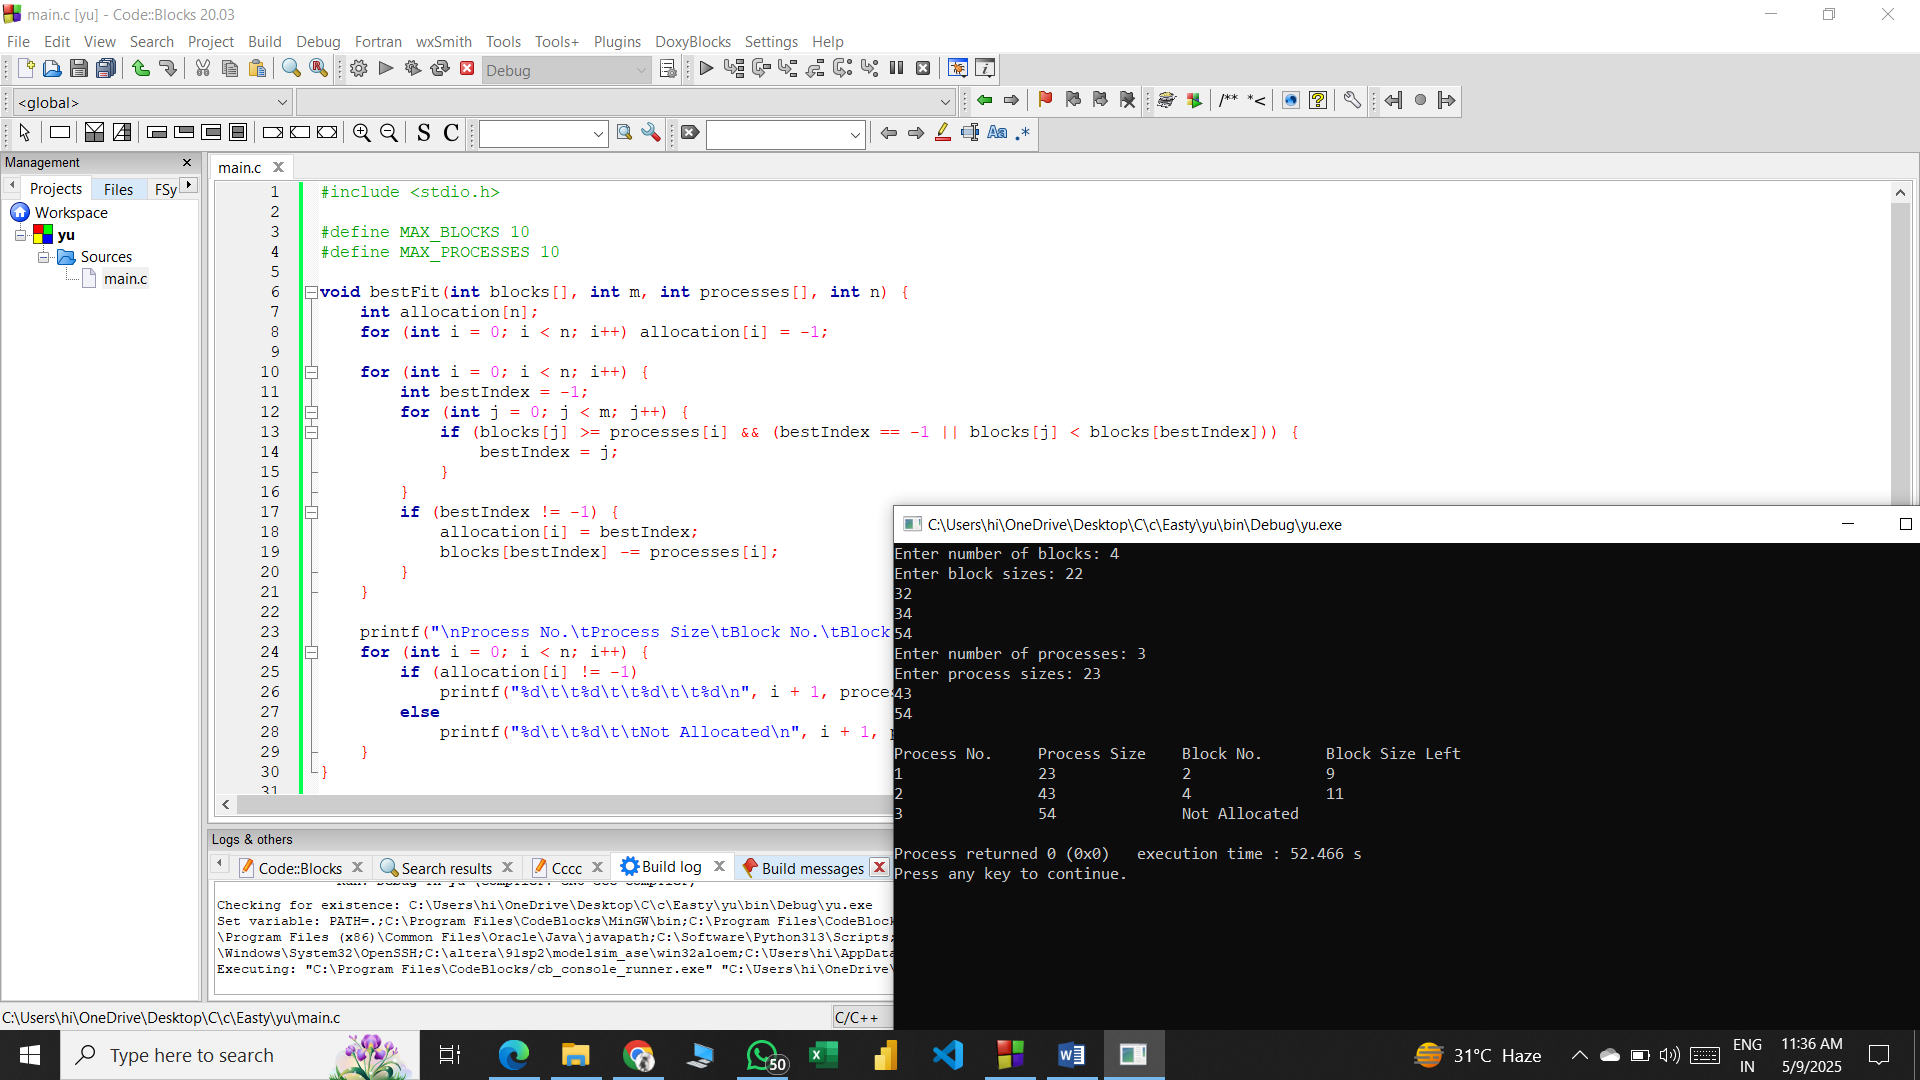 main.c [yu] - Code::Blocks 20.03
File Edit View Search Project Build Debug Fortran wxSmith Tools Tools+ Plugins DoxyBlocks Settings Help
Debug
<global>
/** *<
S C
Aa .*
Management
main.c
Projects Files FSy
Workspace
yu
Sources
main.c
1 #include <stdio.h>
2
3 #define MAX_BLOCKS 10
4 #define MAX_PROCESSES 10
5
6 void bestFit(int blocks[], int m, int processes[], int n) {
7 int allocation[n];
8 for (int i = 0; i < n; i++) allocation[i] = -1;
9
10 for (int i = 0; i < n; i++) {
11 int bestIndex = -1;
12 for (int j = 0; j < m; j++) {
13 if (blocks[j] >= processes[i] && (bestIndex == -1 || blocks[j] < blocks[bestIndex])) {
14 bestIndex = j;
15 }
16 }
17 if (bestIndex != -1) {
18 allocation[i] = bestIndex;
19 blocks[bestIndex] -= processes[i];
20 }
21 }
22
23 printf("\nProcess No.\tProcess Size\tBlock No.\tBlock
24 for (int i = 0; i < n; i++) {
25 if (allocation[i] != -1)
26 printf("%d\t\t%d\t\t%d\t\t%d\n", i + 1, proces
27 else
28 printf("%d\t\t%d\t\tNot Allocated\n", i + 1,
29 }
30 }
31
C:\Users\hi\OneDrive\Desktop\C\c\Easty\yu\bin\Debug\yu.exe
Enter number of blocks: 4
Enter block sizes: 22
32
34
54
Enter number of processes: 3
Enter process sizes: 23
43
54
Process No. Process Size Block No. Block Size Left
1 23 2 9
2 43 4 11
3 54 Not Allocated
Process returned 0 (0x0) execution time : 52.466 s
Press any key to continue.
Logs & others
Code::Blocks Search results Cccc Build log Build messages
Checking for existence: C:\Users\hi\OneDrive\Desktop\C\c\Easty\yu\bin\Debug\yu.exe
Set variable: PATH=.;C:\Program Files\CodeBlocks\MinGW\bin;C:\Program Files\CodeBlock
\Program Files (x86)\Common Files\Oracle\Java\javapath;C:\Software\Python313\Scripts;
\Windows\System32\OpenSSH;C:\altera\91sp2\modelsim_ase\win32aloem;C:\Users\hi\AppData
Executing: "C:\Program Files\CodeBlocks/cb_console_runner.exe" "C:\Users\hi\OneDrive\
C:\Users\hi\OneDrive\Desktop\C\c\Easty\yu\main.c
C/C++
Type here to search
50
31°C Haze
ENG
IN
11:36 AM
5/9/2025